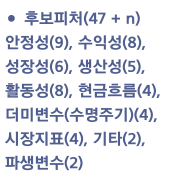 • 후보피처(47 + n)
안정성(9), 수익성(8),
성장성(6), 생산성(5),
활동성(8), 현금흐름(4),
더미변수(수명주기)(4),
시장지표(4), 기타(2),
파생변수(2)